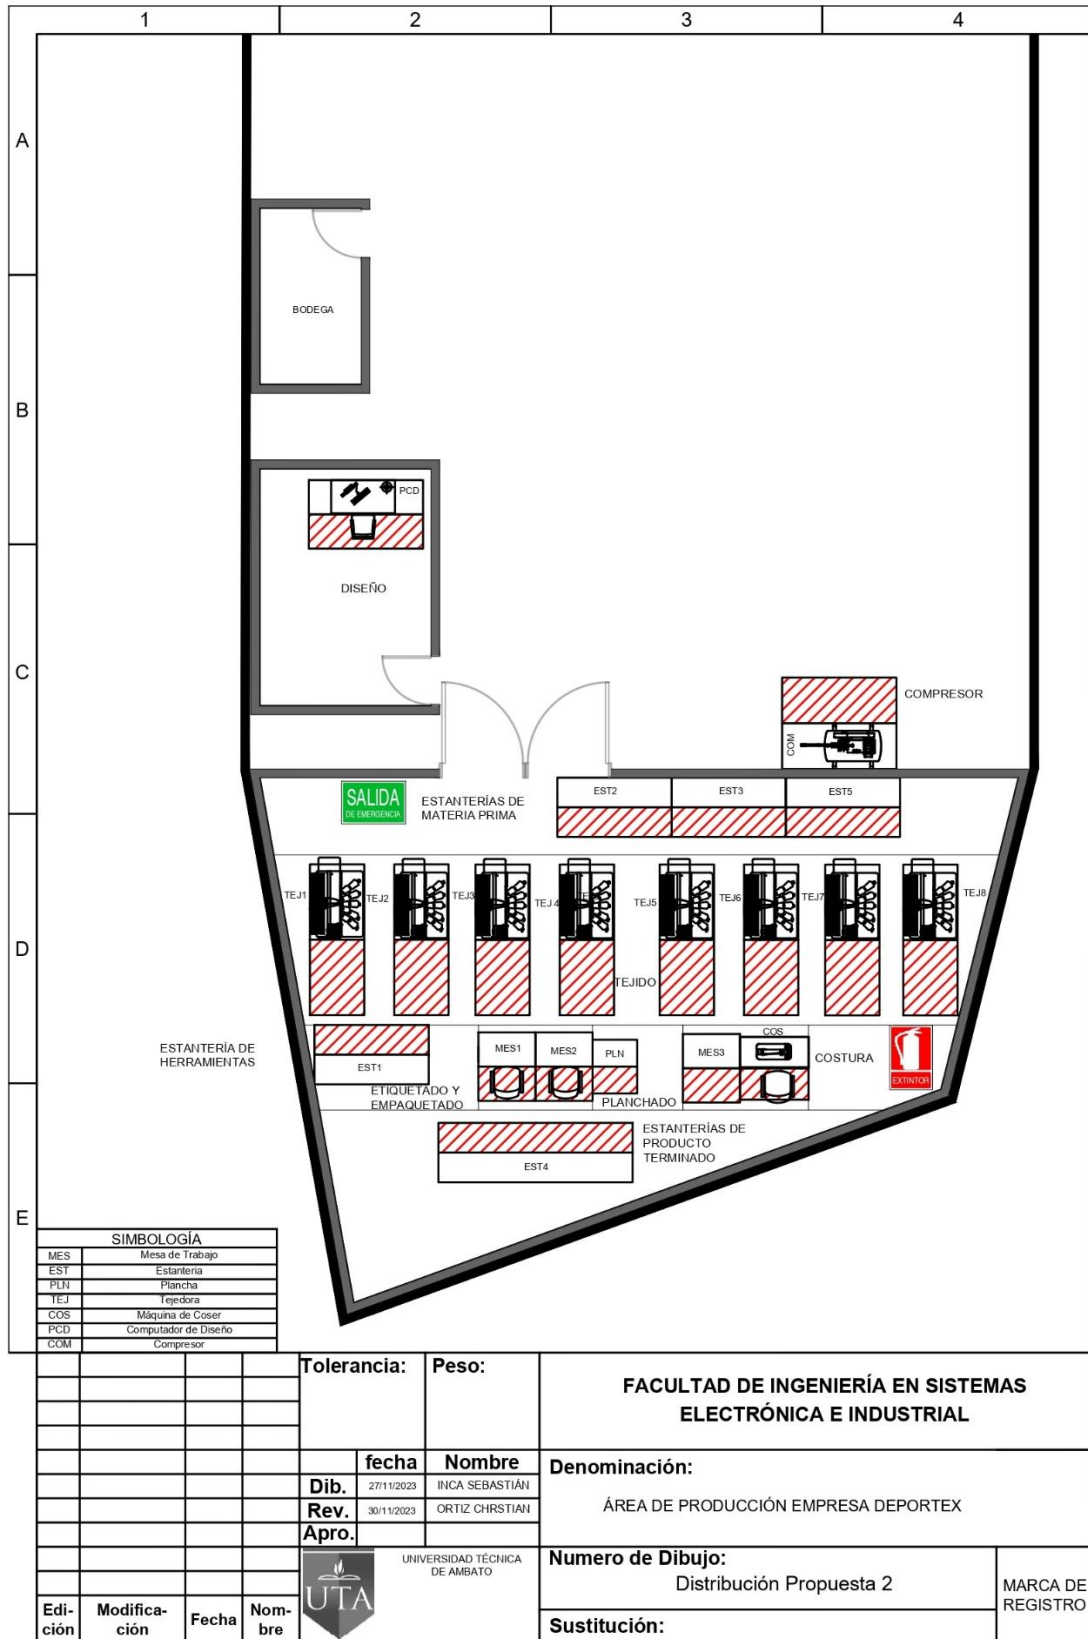 1 2 3 4
A
B
C
D
E
BODEGA
PCD
DISEÑO
COMPRESOR
COM
SALIDA
DE EMERGENCIA
ESTANTERÍAS DE
MATERIA PRIMA
EST2 EST3 EST5
TEJ1 TEJ2 TEJ3 TEJ4 TEJ5 TEJ6 TEJ7 TEJ8
TEJIDO
ESTANTERÍA DE
HERRAMIENTAS
EST1
MES1 MES2 PLN
MES3 COS
COSTURA
EXTINTOR
ETIQUETADO Y
EMPAQUETADO
PLANCHADO
ESTANTERÍAS DE
PRODUCTO
TERMINADO
EST4
SIMBOLOGÍA
MES Mesa de Trabajo
EST Estanteria
PLN Plancha
TEJ Tejedora
COS Máquina de Coser
PCD Computador de Diseño
COM Compresor
Tolerancia: Peso:
FACULTAD DE INGENIERÍA EN SISTEMAS
ELECTRÓNICA E INDUSTRIAL
fecha Nombre
Dib. 27/11/2023 INCA SEBASTIÁN
Rev. 30/11/2023 ORTIZ CHRSTIAN
Apro.
Denominación:
ÁREA DE PRODUCCIÓN EMPRESA DEPORTEX
UTA
UNIVERSIDAD TÉCNICA
DE AMBATO
Numero de Dibujo:
Distribución Propuesta 2
MARCA DE
REGISTRO
Edi-
ción
Modifica-
ción
Fecha
Nom-
bre
Sustitución: